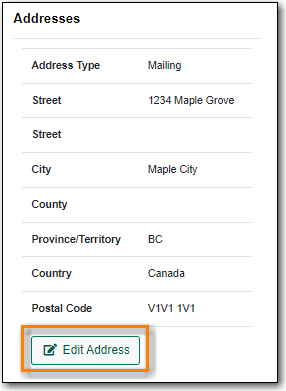 Addresses
Address Type Mailing
Street 1234 Maple Grove
Street
City Maple City
County
Province/Territory BC
Country Canada
Postal Code V1V1 1V1
Edit Address